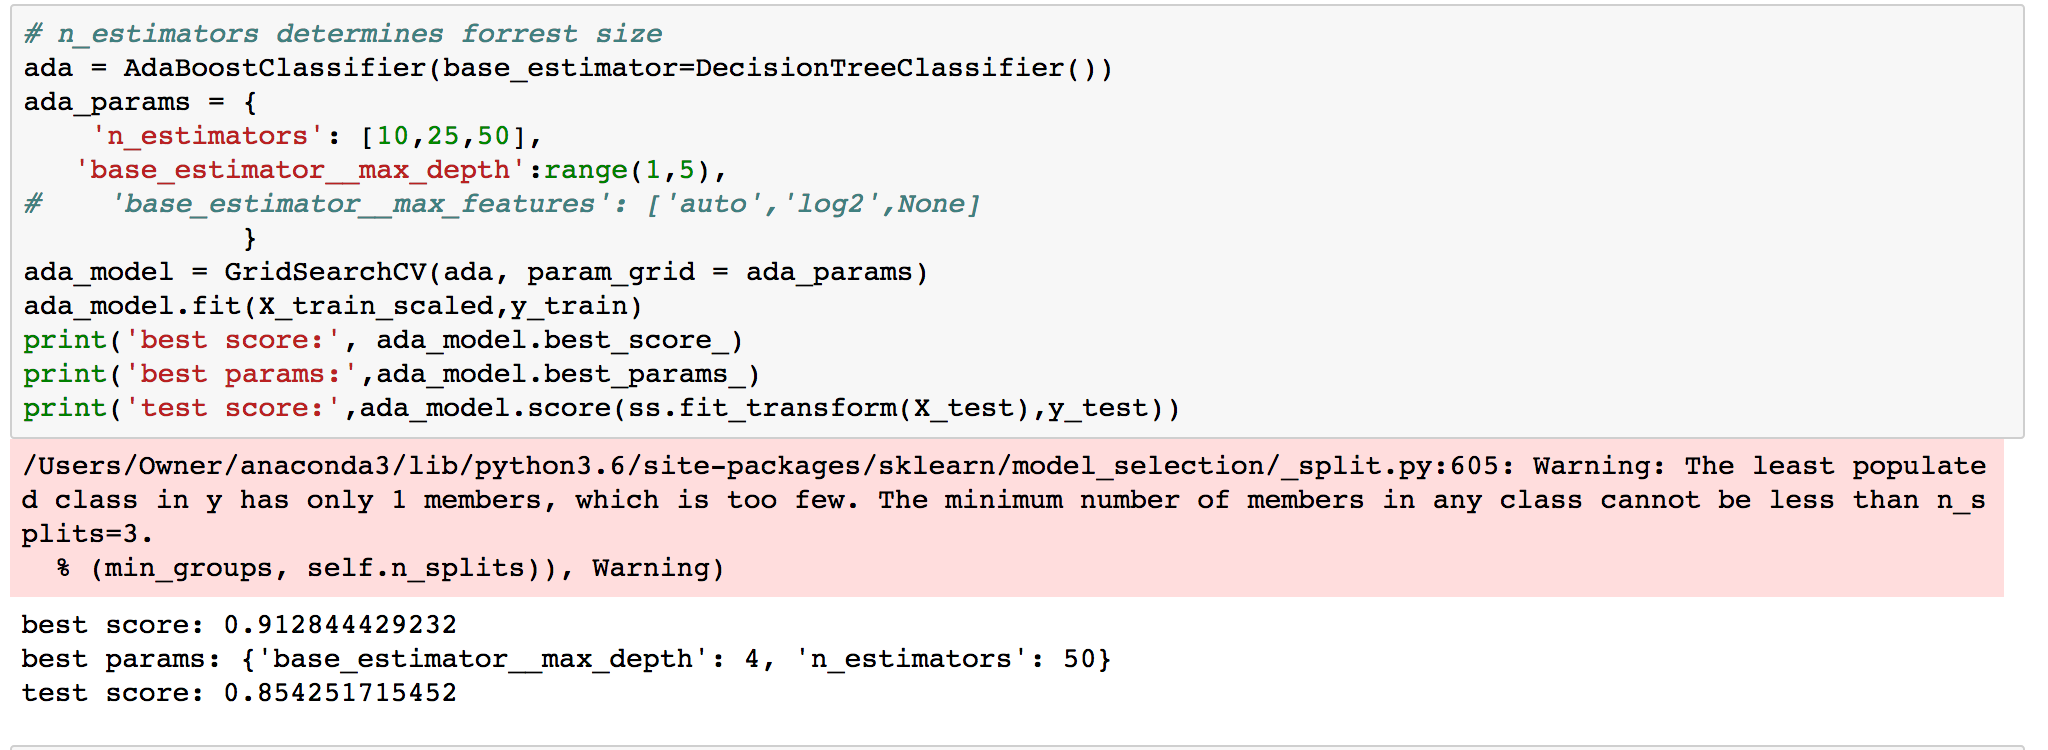 # n_estimators determines forrest size
ada = AdaBoostClassifier(base_estimator=DecisionTreeClassifier())
ada_params = {
    'n_estimators': [10,25,50],
   'base_estimator__max_depth':range(1,5),
#    'base_estimator__max_features': ['auto','log2',None]
             }
ada_model = GridSearchCV(ada, param_grid = ada_params)
ada_model.fit(X_train_scaled,y_train)
print('best score:', ada_model.best_score_)
print('best params:',ada_model.best_params_)
print('test score:',ada_model.score(ss.fit_transform(X_test),y_test))
/Users/Owner/anaconda3/lib/python3.6/site-packages/sklearn/model_selection/_split.py:605: Warning: The least populate
d class in y has only 1 members, which is too few. The minimum number of members in any class cannot be less than n_s
plits=3.
  % (min_groups, self.n_splits)), Warning)
best score: 0.912844429232
best params: {'base_estimator__max_depth': 4, 'n_estimators': 50}
test score: 0.854251715452